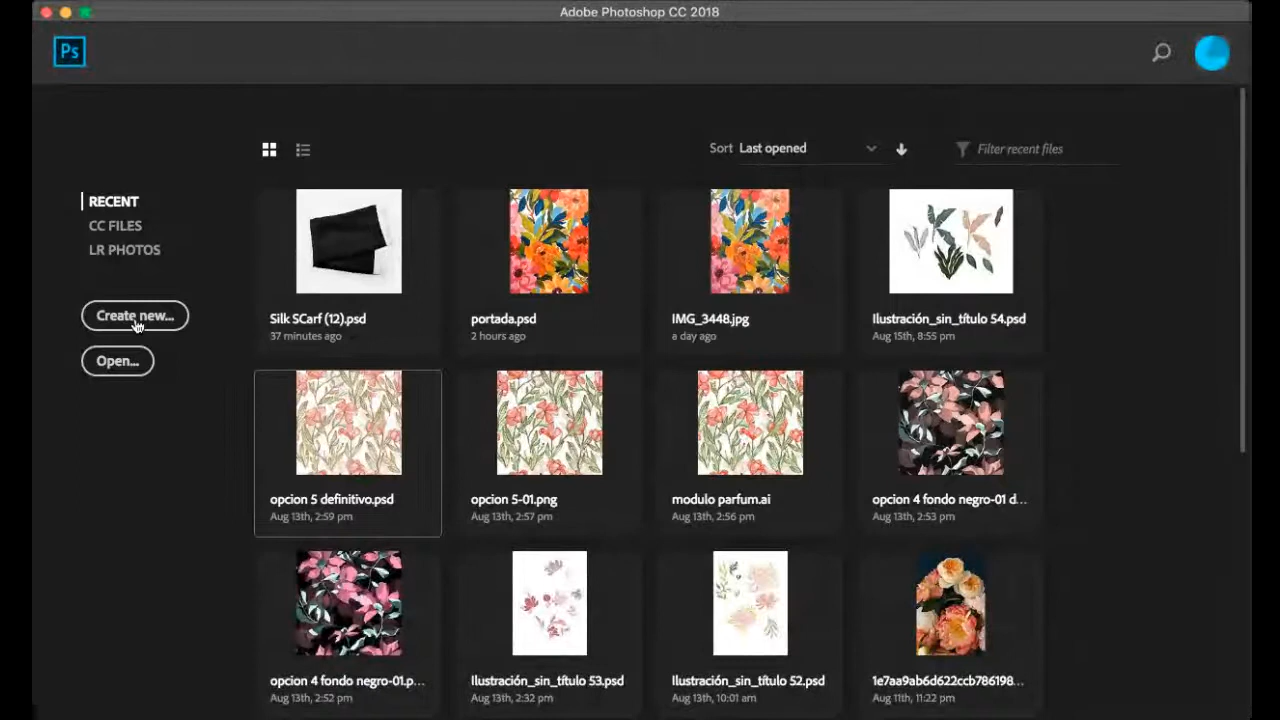 Adobe Photoshop CC 2018
Ps
Sort Last opened
Filter recent files
RECENT
CC FILES
LR PHOTOS
Create new...
Open...
Silk SCarf (12).psd
37 minutes ago
portada.psd
2 hours ago
IMG_3448.jpg
a day ago
Ilustración_sin_título 54.psd
Aug 15th, 8:55 pm
opcion 5 definitivo.psd
Aug 13th, 2:59 pm
opcion 5-01.png
Aug 13th, 2:57 pm
modulo parfum.ai
Aug 13th, 2:56 pm
opcion 4 fondo negro-01 d...
Aug 13th, 2:53 pm
opcion 4 fondo negro-01.p...
Aug 13th, 2:52 pm
Ilustración_sin_título 53.psd
Aug 13th, 2:32 pm
Ilustración_sin_título 52.psd
Aug 13th, 10:01 am
1e7aa9ab6d622ccb786198...
Aug 11th, 11:22 pm